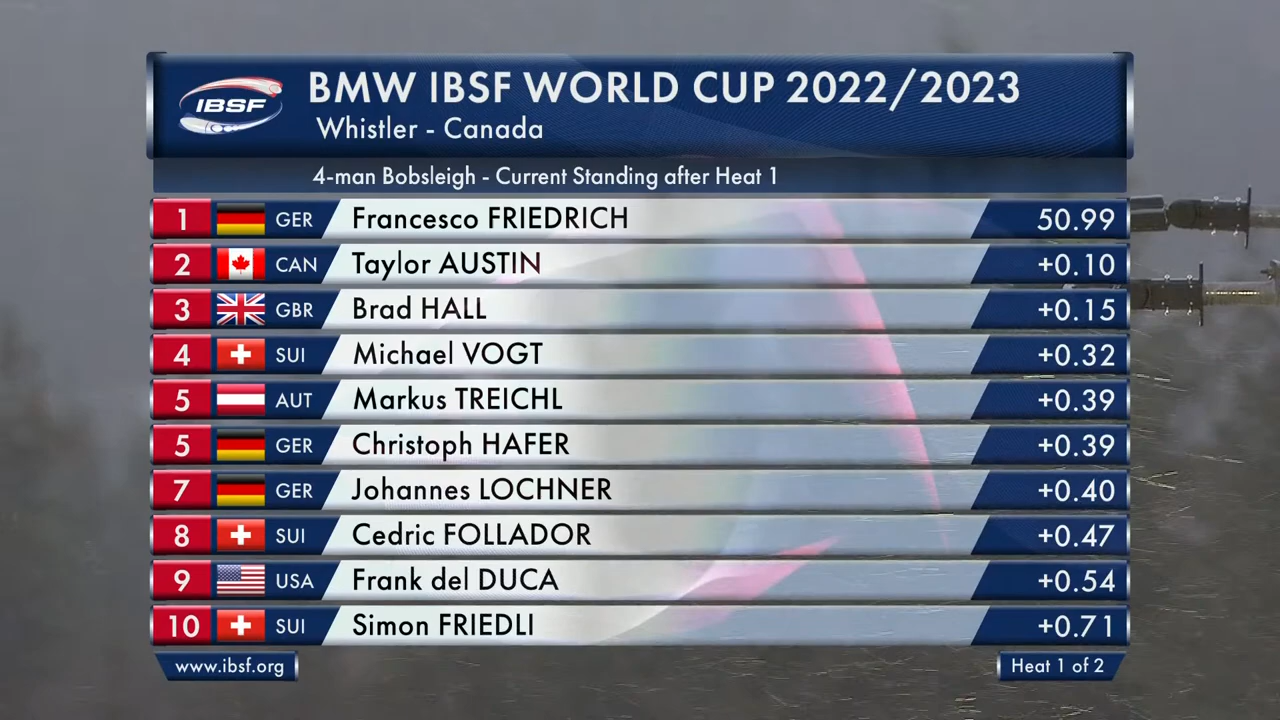 IBSF
BMW IBSF WORLD CUP 2022/2023
Whistler - Canada
4-man Bobsleigh - Current Standing after Heat 1
1 GER Francesco FRIEDRICH 50.99
2 CAN Taylor AUSTIN +0.10
3 GBR Brad HALL +0.15
4 SUI Michael VOGT +0.32
5 AUT Markus TREICHL +0.39
5 GER Christoph HAFER +0.39
7 GER Johannes LOCHNER +0.40
8 SUI Cedric FOLLADOR +0.47
9 USA Frank del DUCA +0.54
10 SUI Simon FRIEDLI +0.71
www.ibsf.org
Heat 1 of 2